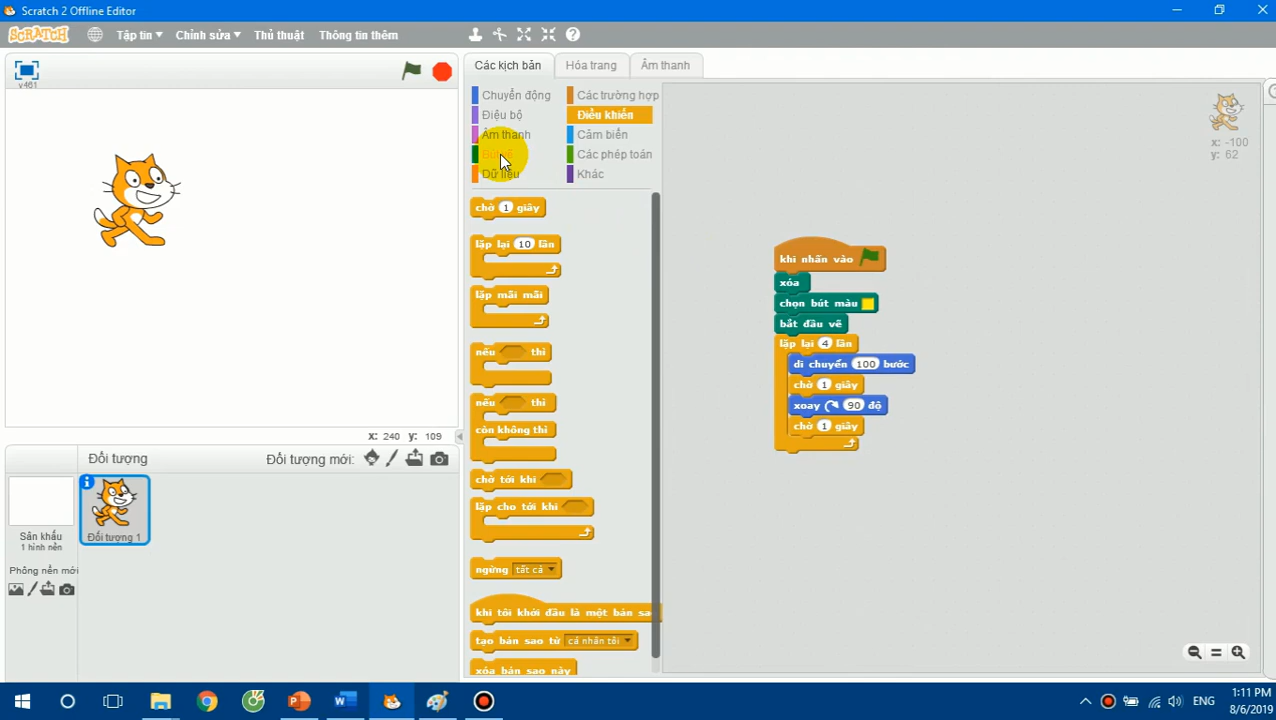 Scratch 2 Offline Editor
SCRATCH Tập tin Chỉnh sửa Thủ thuật Thông tin thêm
v461
Các kịch bản Hóa trang Âm thanh
Chuyển động Các trường hợp
Điệu bộ Điều khiển
Âm thanh Cảm biến
Bút vẽ Các phép toán
Dữ liệu Khác
chờ 1 giây
lặp lại 10 lần
lặp mãi mãi
nếu thì
nếu thì
còn không thì
chờ tới khi
lặp cho tới khi
ngừng tất cả
khi tôi khởi đầu là một bản sa
tạo bản sao từ cá nhân tôi
xóa bản sao này
khi nhấn vào
xóa
chọn bút màu
bắt đầu vẽ
lặp lại 4 lần
di chuyển 100 bước
chờ 1 giây
xoay 90 độ
chờ 1 giây
x: -100
y: 62
x: 240 y: 109
Đối tượng Đối tượng mới:
Sân khấu
1 hình nền
Đối tượng 1
Phông nền mới
ENG
1:11 PM
8/6/2019